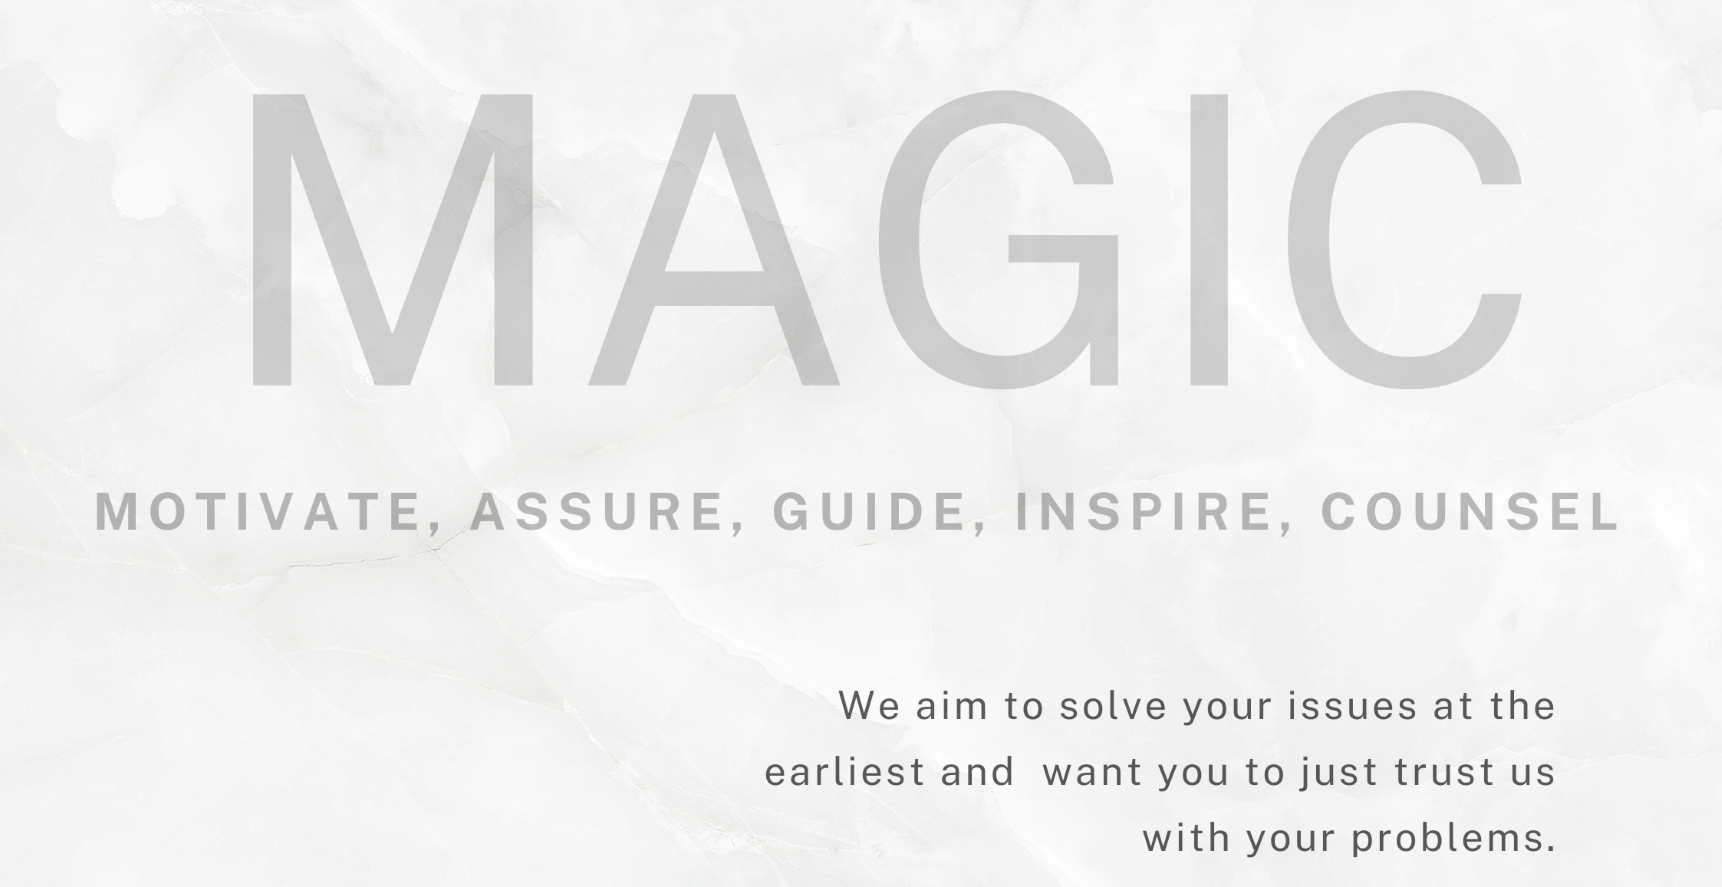 MAGIC
MOTIVATE, ASSURE, GUIDE, INSPIRE, COUNSEL
We aim to solve your issues at the
earliest and  want you to just trust us
with your problems.